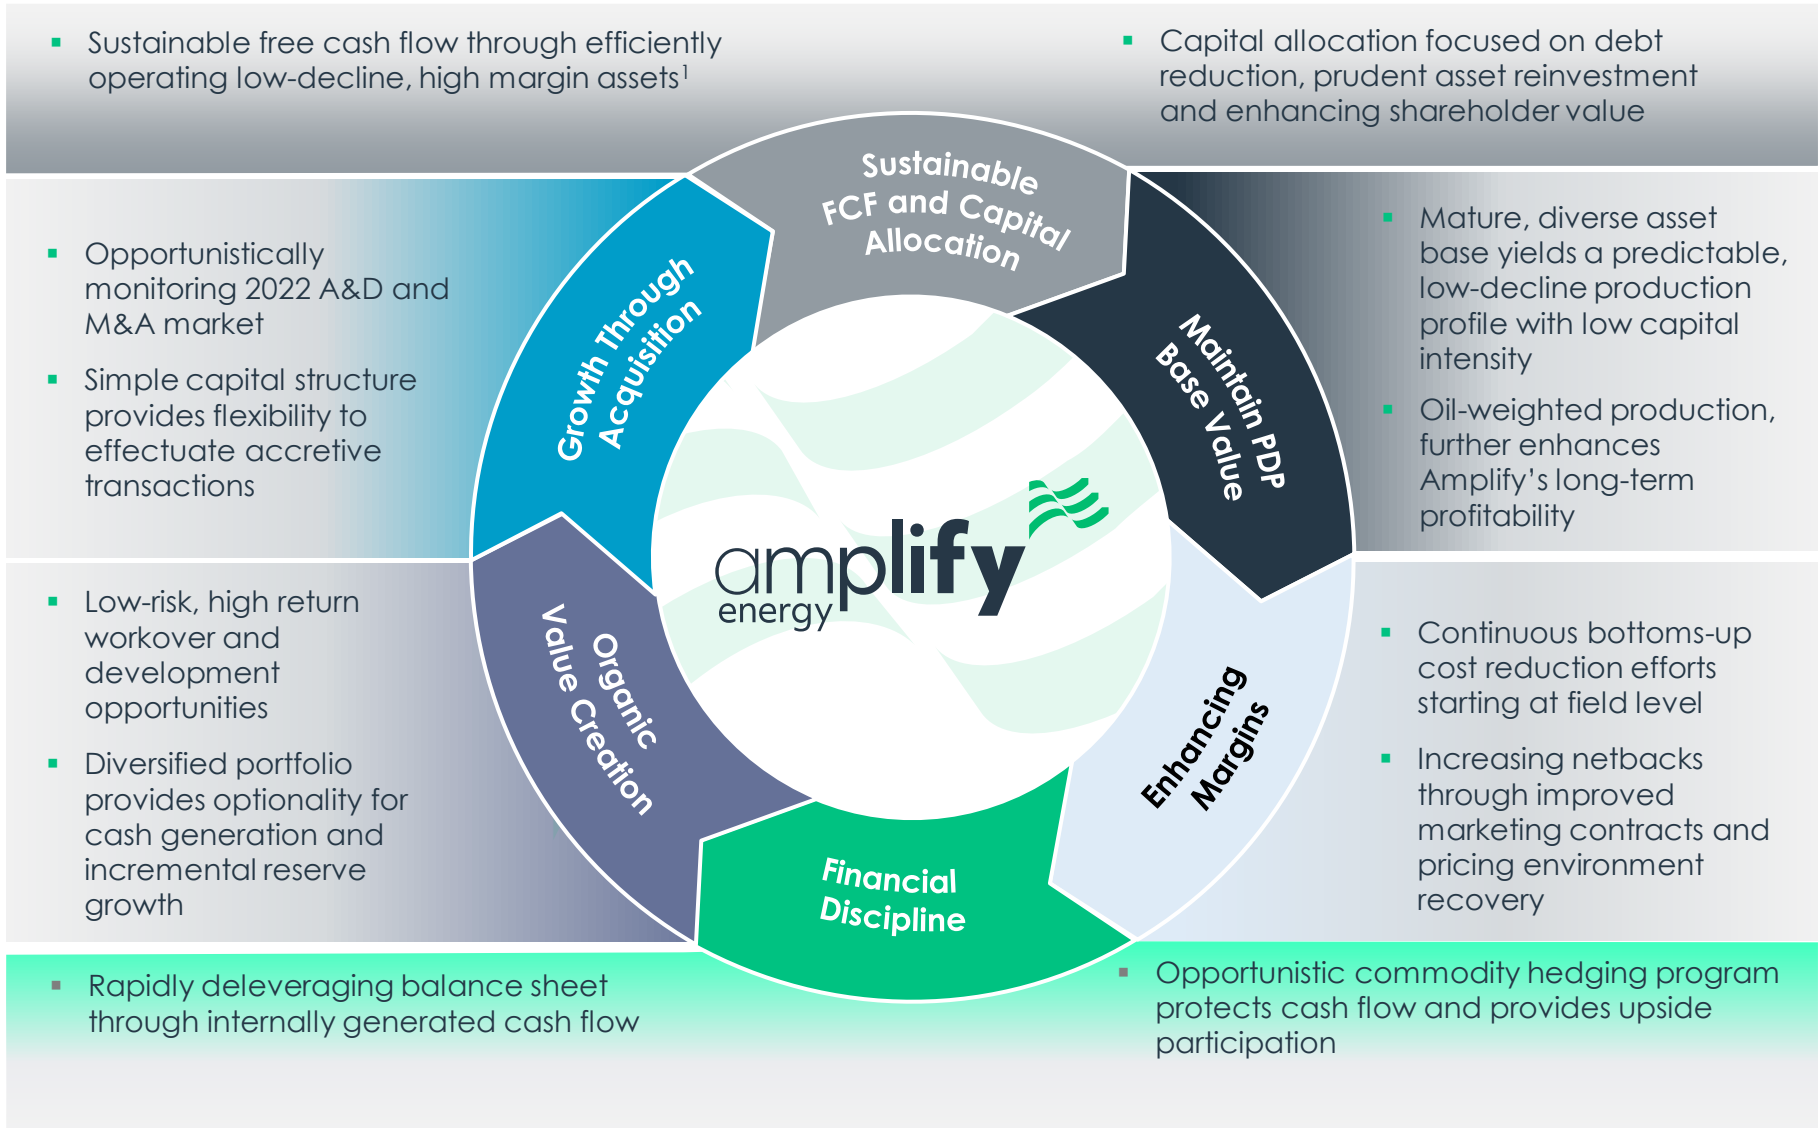 ▪ Sustainable free cash flow through efficiently
operating low-decline, high margin assets¹
▪ Capital allocation focused on debt
reduction, prudent asset reinvestment
and enhancing shareholder value
Sustainable
FCF and Capital
Allocation
▪ Opportunistically
monitoring 2022 A&D and
M&A market
▪ Simple capital structure
provides flexibility to
effectuate accretive
transactions
Growth Through
Acquisition
Maintain PDP
Base Value
▪ Mature, diverse asset
base yields a predictable,
low-decline production
profile with low capital
intensity
▪ Oil-weighted production,
further enhances
Amplify’s long-term
profitability
amplify
energy
▪ Low-risk, high return
workover and
development
opportunities
▪ Diversified portfolio
provides optionality for
cash generation and
incremental reserve
growth
Organic
Value Creation
Enhancing
Margins
▪ Continuous bottoms-up
cost reduction efforts
starting at field level
▪ Increasing netbacks
through improved
marketing contracts and
pricing environment
recovery
Financial
Discipline
▪ Rapidly deleveraging balance sheet
through internally generated cash flow
▪ Opportunistic commodity hedging program
protects cash flow and provides upside
participation